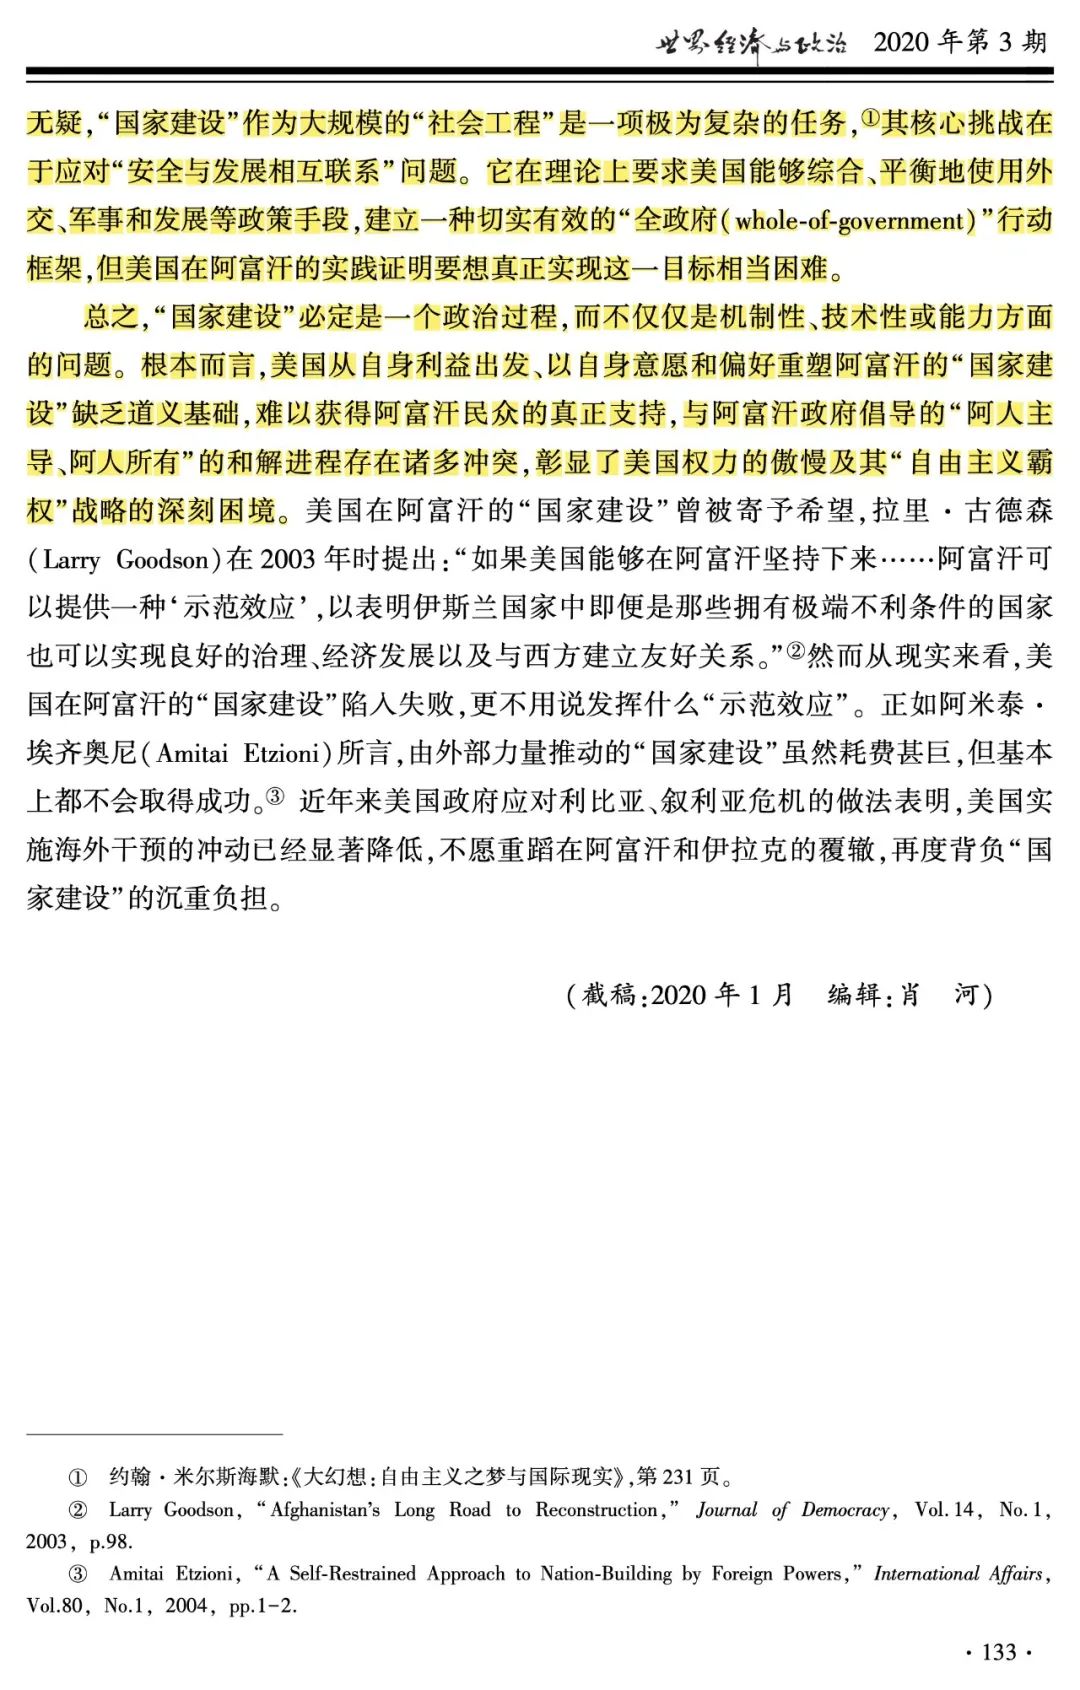 世界经济与政治 2020 年第 3 期
无疑,“国家建设”作为大规模的“社会工程”是一项极为复杂的任务,①其核心挑战在
于应对“安全与发展相互联系”问题。它在理论上要求美国能够综合、平衡地使用外
交、军事和发展等政策手段,建立一种切实有效的“全政府(whole-of-government)”行动
框架,但美国在阿富汗的实践证明要想真正实现这一目标相当困难。
总之,“国家建设”必定是一个政治过程,而不仅仅是机制性、技术性或能力方面
的问题。根本而言,美国从自身利益出发、以自身意愿和偏好重塑阿富汗的“国家建
设”缺乏道义基础,难以获得阿富汗民众的真正支持,与阿富汗政府倡导的“阿人主
导、阿人所有”的和解进程存在诸多冲突,彰显了美国权力的傲慢及其“自由主义霸
权”战略的深刻困境。美国在阿富汗的“国家建设”曾被寄予希望,拉里·古德森
(Larry Goodson)在 2003 年时提出:“如果美国能够在阿富汗坚持下来……阿富汗可
以提供一种‘示范效应’,以表明伊斯兰国家中即便是那些拥有极端不利条件的国家
也可以实现良好的治理、经济发展以及与西方建立友好关系。”②然而从现实来看,美
国在阿富汗的“国家建设”陷入失败,更不用说发挥什么“示范效应”。正如阿米泰·
埃齐奥尼(Amitai Etzioni)所言,由外部力量推动的“国家建设”虽然耗费甚巨,但基本
上都不会取得成功。③ 近年来美国政府应对利比亚、叙利亚危机的做法表明,美国实
施海外干预的冲动已经显著降低,不愿重蹈在阿富汗和伊拉克的覆辙,再度背负“国
家建设”的沉重负担。
(截稿:2020 年 1 月 编辑:肖 河)
① 约翰·米尔斯海默:《大幻想:自由主义之梦与国际现实》,第 231 页。
② Larry Goodson, “Afghanistan’s Long Road to Reconstruction,” Journal of Democracy, Vol. 14, No. 1,
2003, p.98.
③ Amitai Etzioni, “A Self-Restrained Approach to Nation-Building by Foreign Powers,” International Affairs,
Vol.80, No.1, 2004, pp.1-2.
· 133 ·